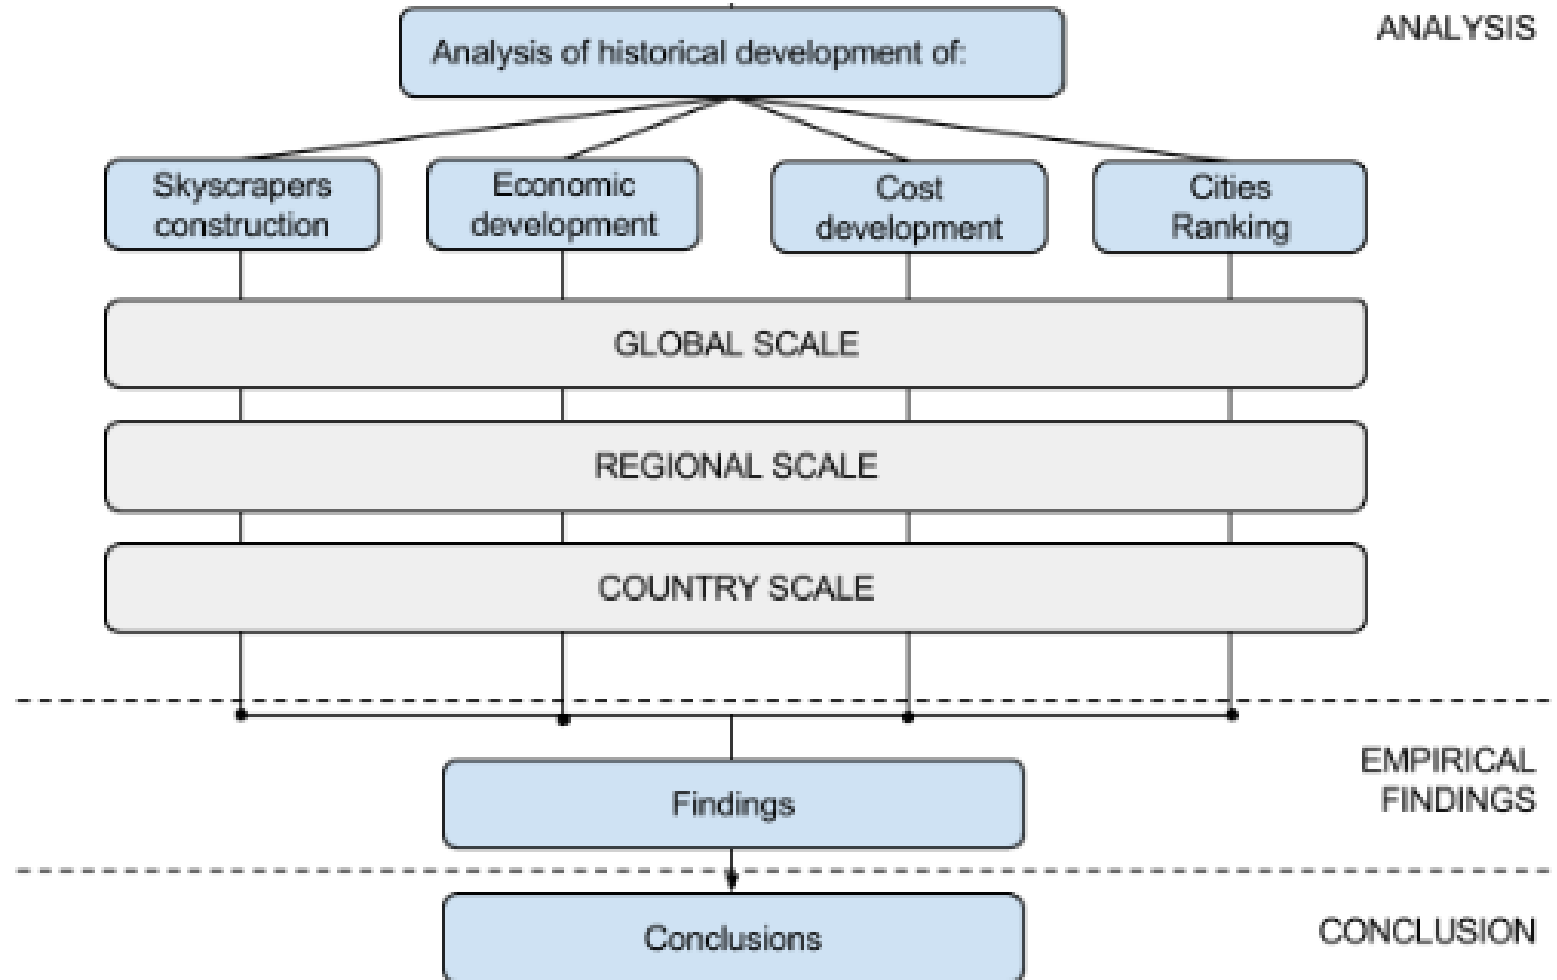 ANALYSIS
Analysis of historical development of:
Skyscrapers
construction
Economic
development
Cost
development
Cities
Ranking
GLOBAL SCALE
REGIONAL SCALE
COUNTRY SCALE
EMPIRICAL
FINDINGS
Findings
CONCLUSION
Conclusions